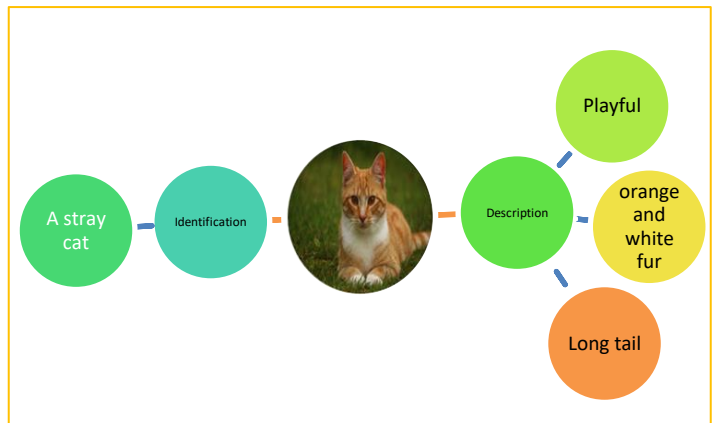 A stray
cat
Identification
Description
Playful
orange
and
white
fur
Long tail